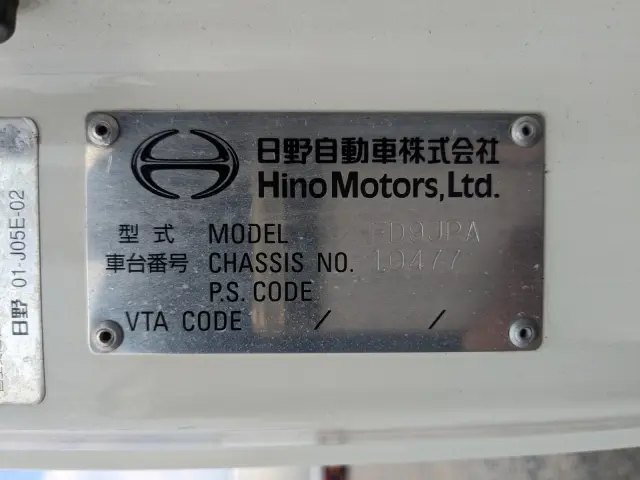 日野自動車株式会社
Hino Motors, Ltd.
型式 MODEL FD9JPA
車台番号 CHASSIS NO. 10477
P.S. CODE
VTA CODE / /
日野 01-J05E-02